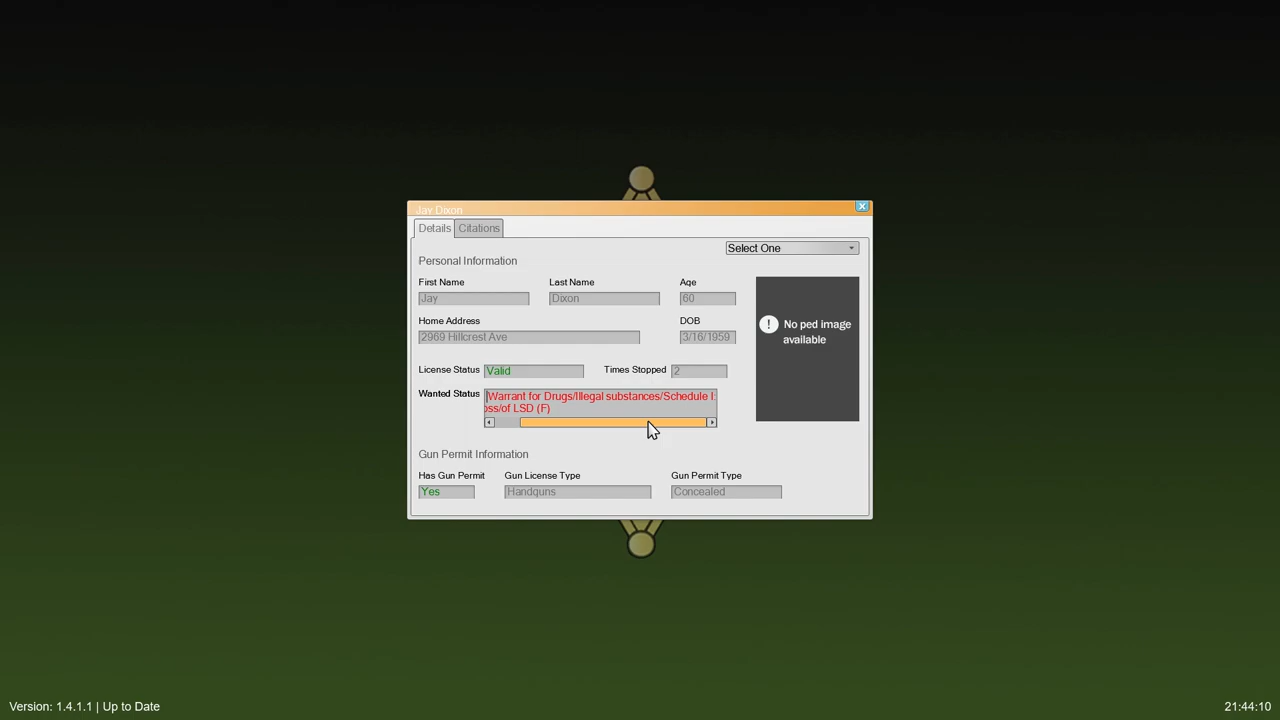 Jay Dixon
Details Citations
Select One
Personal Information
First Name Last Name Age
Jay Dixon 60
! No ped image
available
Home Address DOB
2969 Hillcrest Ave 3/16/1959
License Status Valid Times Stopped 2
Wanted Status Warrant for Drugs/Illegal substances/Schedule I:
oss/of LSD (F)
Gun Permit Information
Has Gun Permit Gun License Type Gun Permit Type
Yes Handguns Concealed
Version: 1.4.1.1 | Up to Date 21:44:10